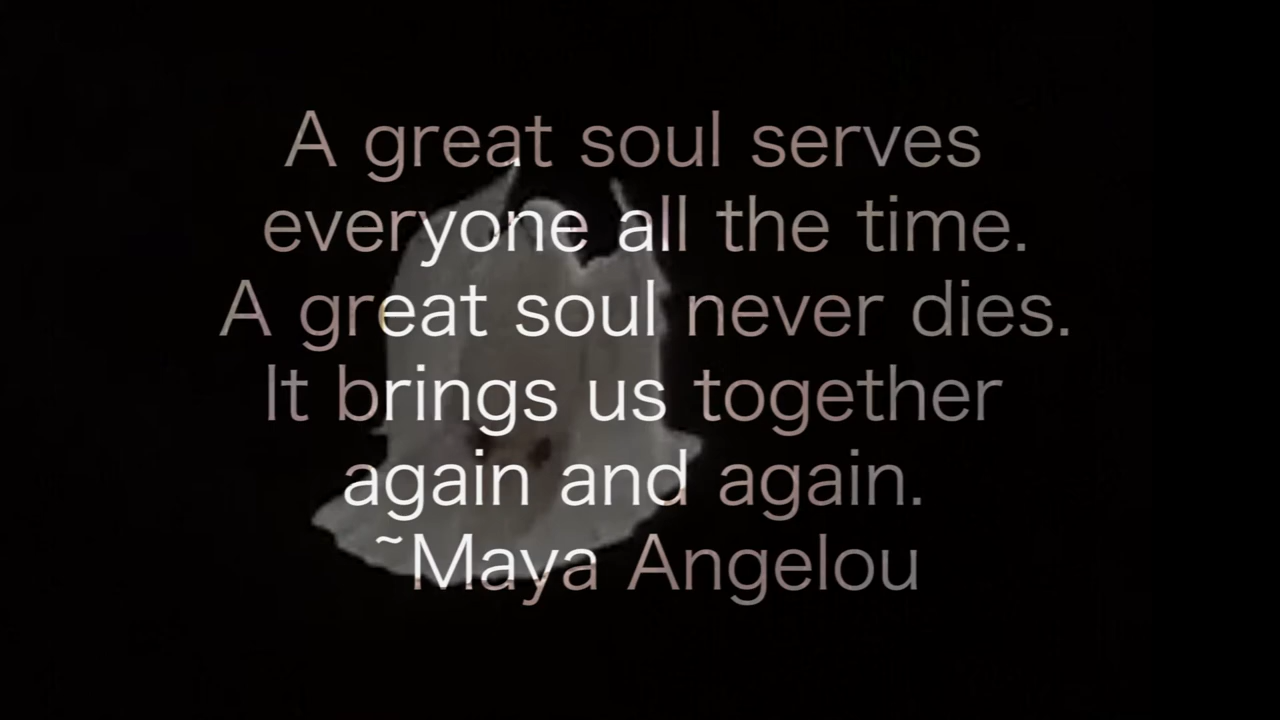 A great soul serves
everyone all the time.
A great soul never dies.
It brings us together
again and again.
~Maya Angelou